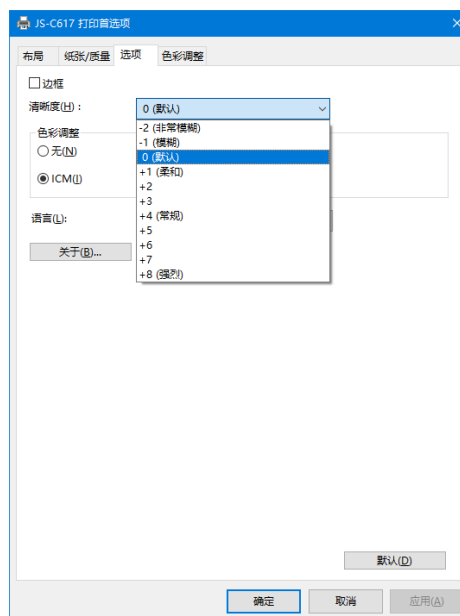 JS-C617 打印首选项
布局 纸张/质量 选项 色彩调整
边框
清晰度(H) : 0 (默认)
-2 (非常模糊)
-1 (模糊)
0 (默认)
+1 (柔和)
+2
+3
+4 (常规)
+5
+6
+7
+8 (强烈)
色彩调整
无(N)
ICM(I)
语言(L):
关于(B)...
默认(D)
确定 取消 应用(A)